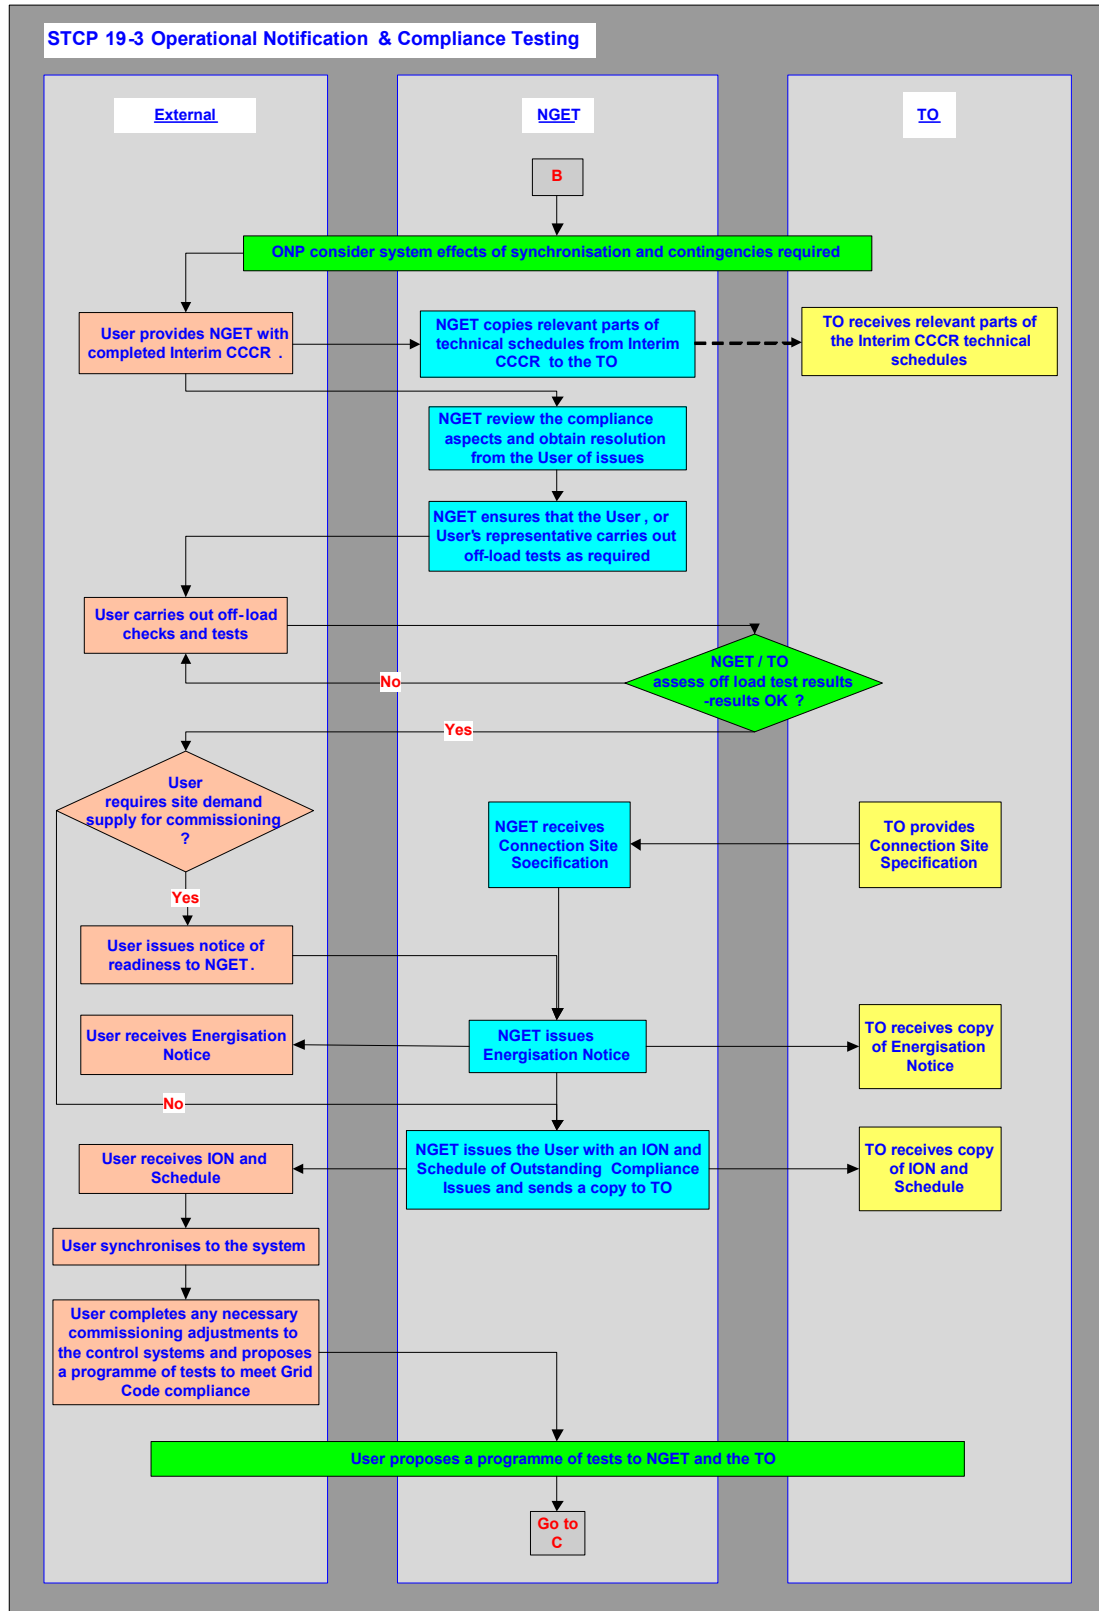 STCP 19-3 Operational Notification & Compliance Testing
External
NGET
TO
B
ONP consider system effects of synchronisation and contingencies required
User provides NGET with
completed Interim CCCR .
NGET copies relevant parts of
technical schedules from Interim
CCCR to the TO
TO receives relevant parts of
the Interim CCCR technical
schedules
NGET review the compliance
aspects and obtain resolution
from the User of issues
NGET ensures that the User , or
User's representative carries out
off-load tests as required
User carries out off-load
checks and tests
NGET / TO
assess off load test results
-results OK ?
No
Yes
User
requires site demand
supply for commissioning
?
NGET receives
Connection Site
Soecification
TO provides
Connection Site
Specification
Yes
User issues notice of
readiness to NGET .
User receives Energisation
Notice
NGET issues
Energisation Notice
TO receives copy
of Energisation
Notice
No
User receives ION and
Schedule
NGET issues the User with an ION and
Schedule of Outstanding Compliance
Issues and sends a copy to TO
TO receives copy
of ION and
Schedule
User synchronises to the system
User completes any necessary
commissioning adjustments to
the control systems and proposes
a programme of tests to meet Grid
Code compliance
User proposes a programme of tests to NGET and the TO
Go to
C